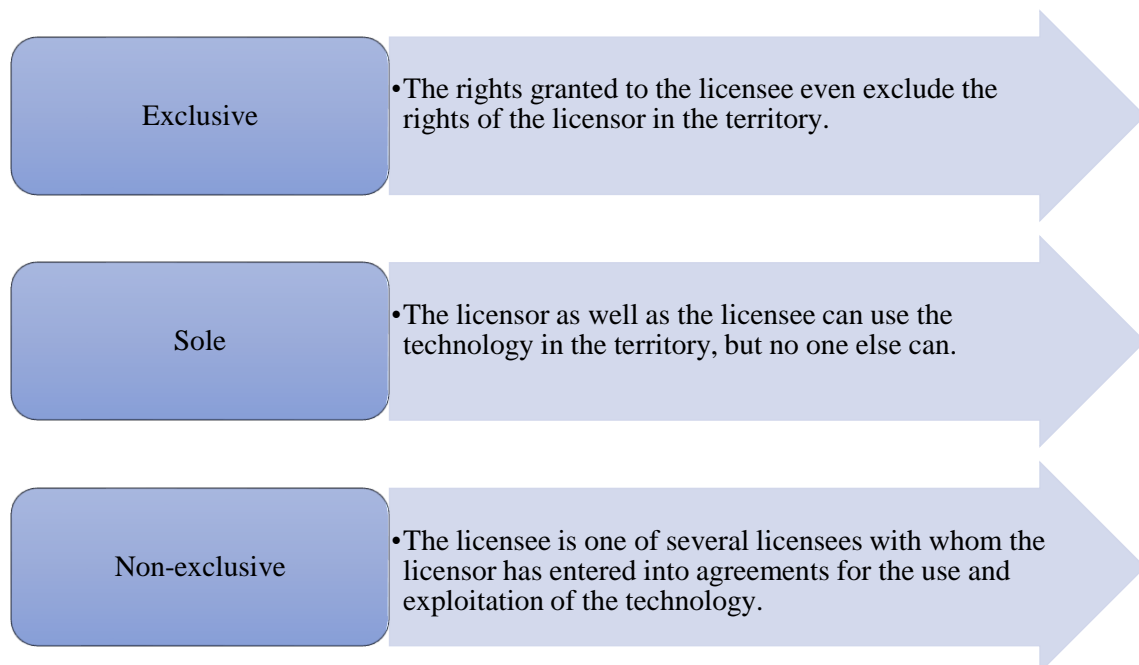 Exclusive
•The rights granted to the licensee even exclude the
rights of the licensor in the territory.
Sole
•The licensor as well as the licensee can use the
technology in the territory, but no one else can.
Non-exclusive
•The licensee is one of several licensees with whom the
licensor has entered into agreements for the use and
exploitation of the technology.